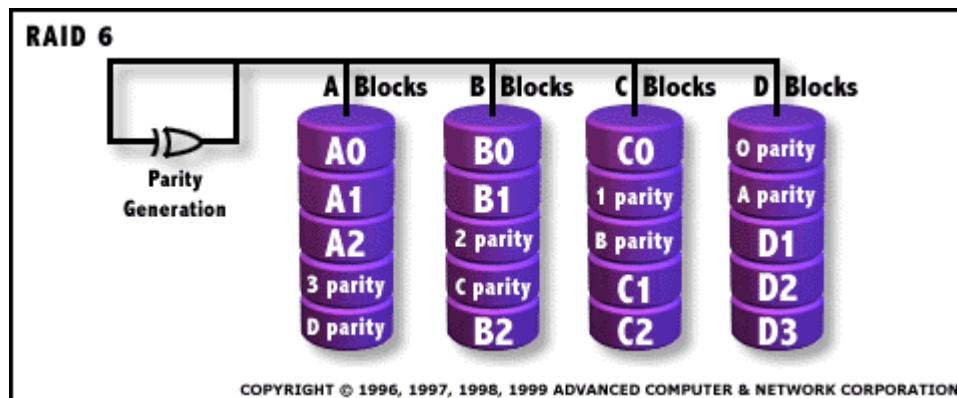 RAID 6
A Blocks B Blocks C Blocks D Blocks
A0 B0 C0 0 parity
Parity
Generation
A1 B1 1 parity A parity
A2 2 parity B parity D1
3 parity C parity C1 D2
D parity B2 C2 D3
COPYRIGHT © 1996, 1997, 1998, 1999 ADVANCED COMPUTER & NETWORK CORPORATION